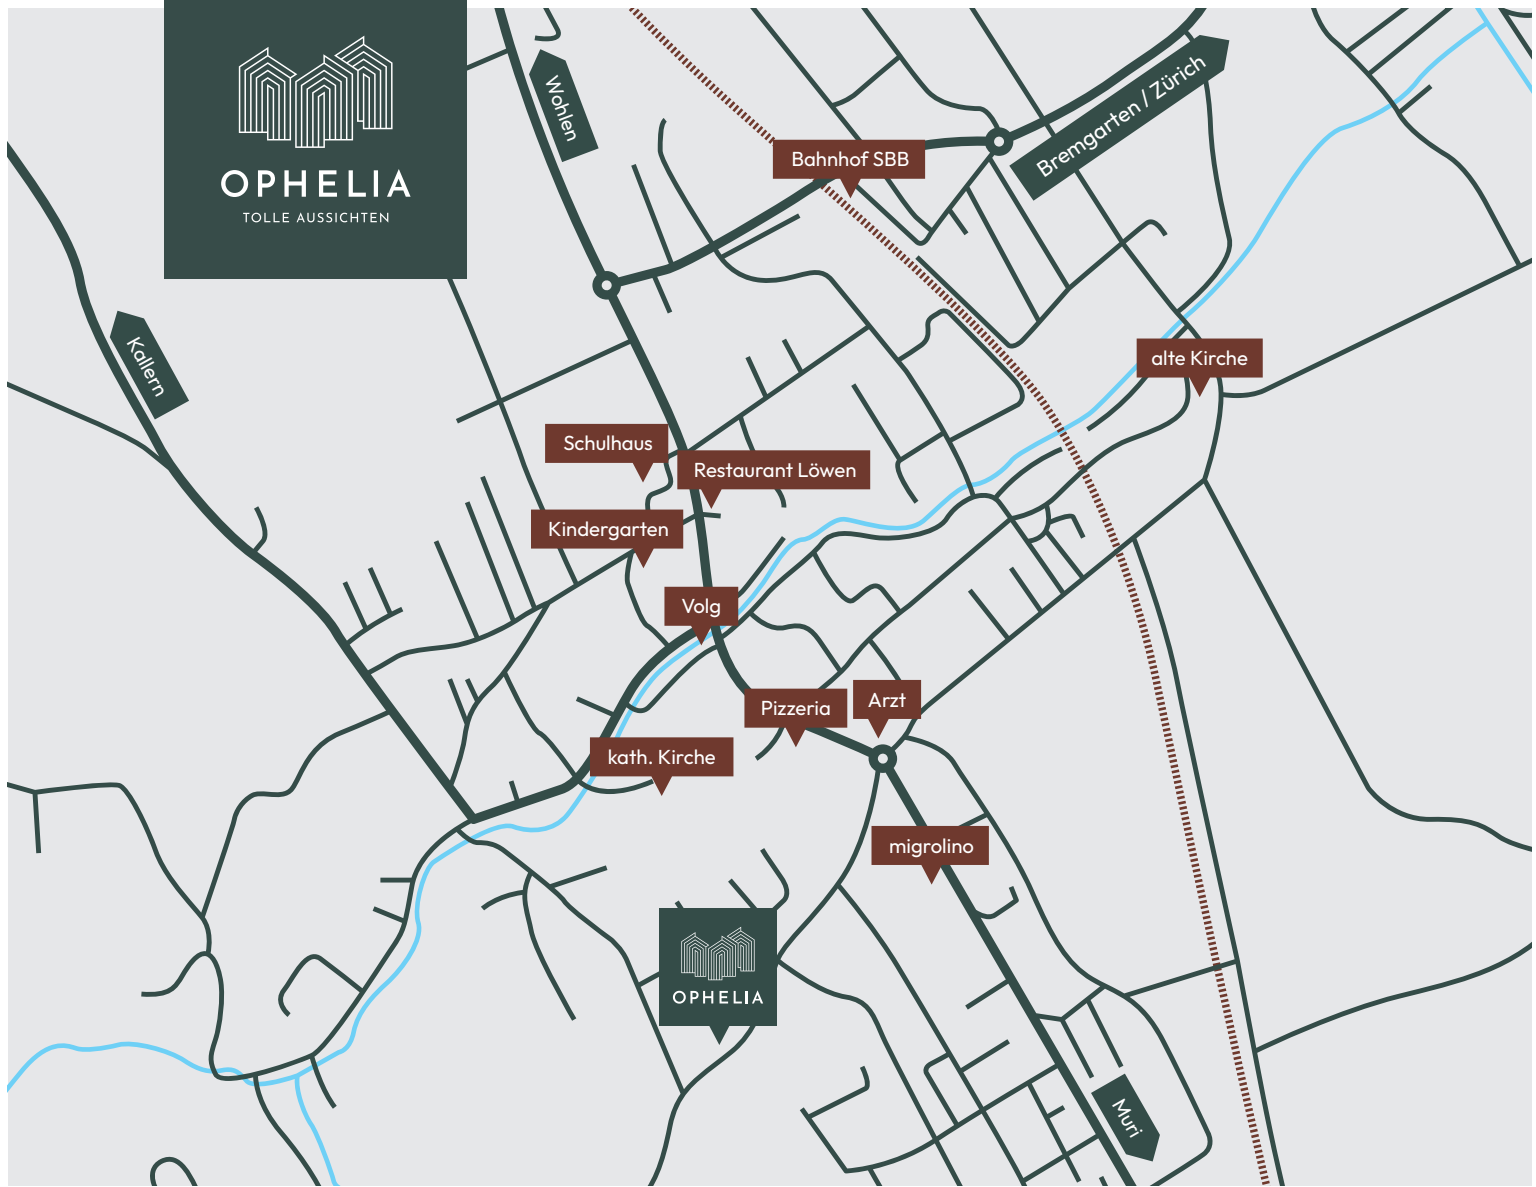 OPHELIA
TOLLE AUSSICHTEN
Wohlen
Bremgarten / Zürich
Bahnhof SBB
Kallern
alte Kirche
Schulhaus
Restaurant Löwen
Kindergarten
Volg
Pizzeria
Arzt
kath. Kirche
migrolino
OPHELIA
Muri